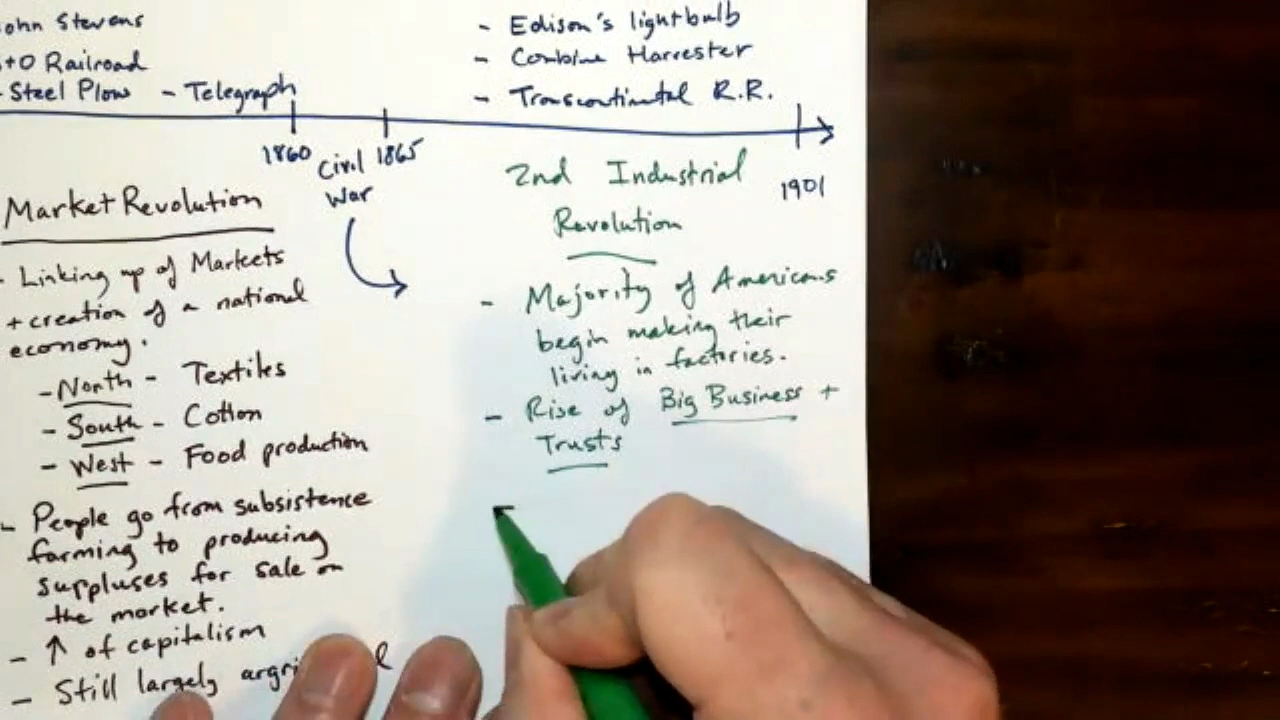 ohn Stevens
+O Railroad
- Steel Plow - Telegraph
- Edison's lightbulb
- Combine Harrester
- Transcontinental R.R.
1860
Civil
War
1865
1901
Market Revolution
- Linking up of Markets
+ creation of a national
economy.
- North - Textiles
- South - Cotton
- West - Food production
- People go from subsistence
farming to producing
surpluses for sale on
the market.
- ↑ of capitalism
- Still largely argri l
2nd Industrial
Revolution
- Majority of Americans
begin making their
living in factories.
- Rise of Big Business +
Trusts